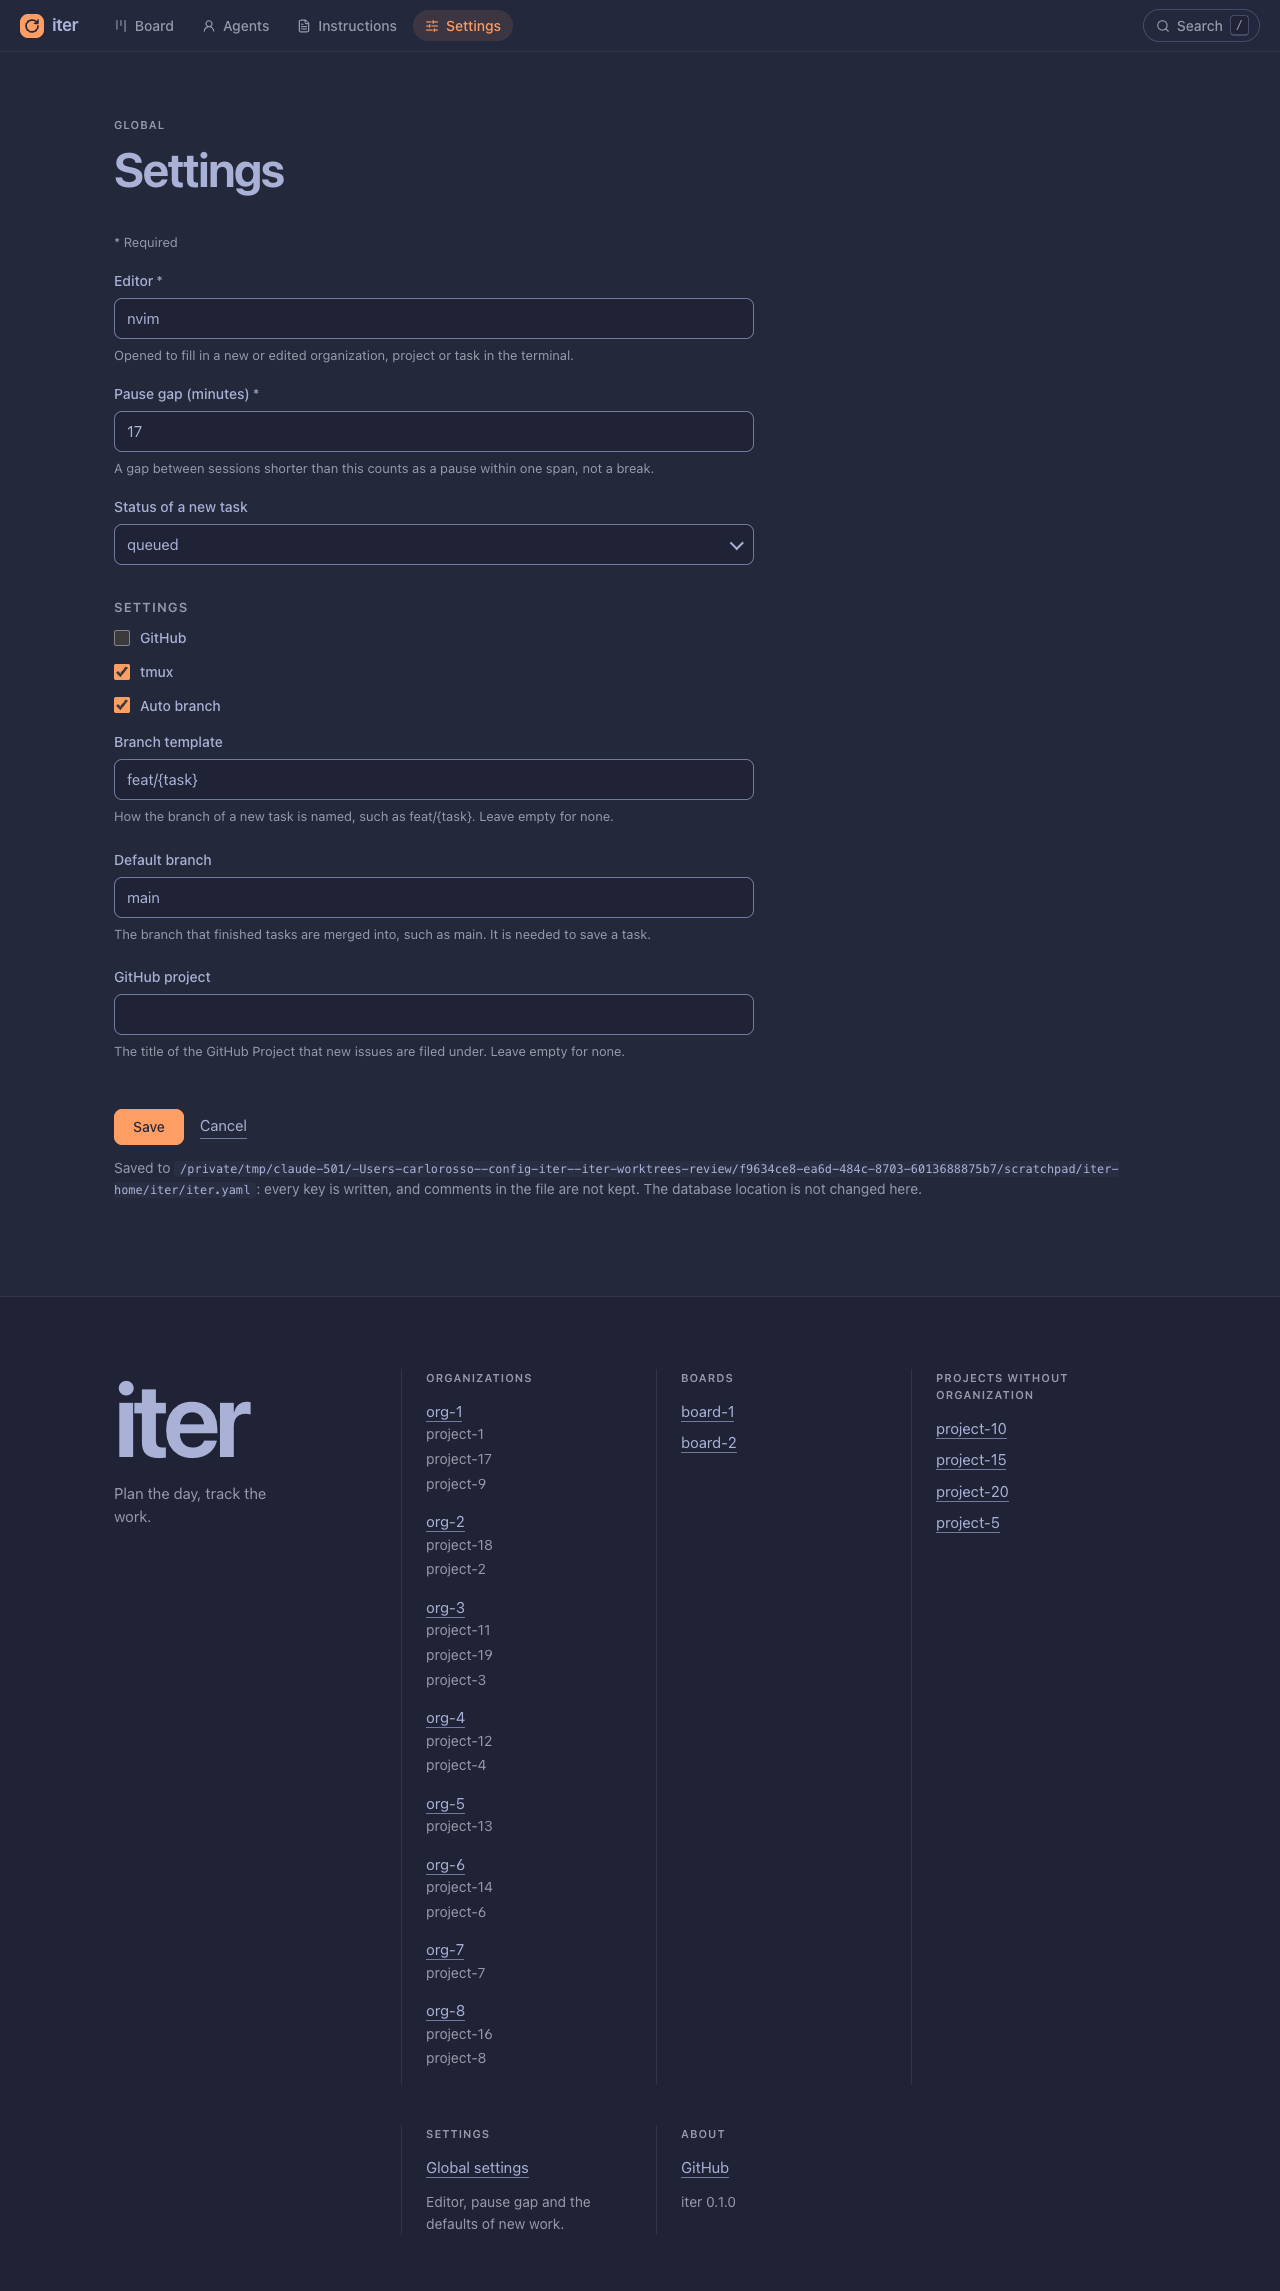 iter
Board
Agents
Instructions
Settings
Search /
GLOBAL
Settings
* Required
Editor *
nvim
Opened to fill in a new or edited organization, project or task in the terminal.
Pause gap (minutes) *
17
A gap between sessions shorter than this counts as a pause within one span, not a break.
Status of a new task
queued
SETTINGS
GitHub
tmux
Auto branch
Branch template
feat/{task}
How the branch of a new task is named, such as feat/{task}. Leave empty for none.
Default branch
main
The branch that finished tasks are merged into, such as main. It is needed to save a task.
GitHub project
The title of the GitHub Project that new issues are filed under. Leave empty for none.
Save
Cancel
Saved to /private/tmp/claude-501/-Users-carlorosso--config-iter--iter-worktrees-review/f9634ce8-ea6d-484c-8703-6013688875b7/scratchpad/iter-
home/iter/iter.yaml : every key is written, and comments in the file are not kept. The database location is not changed here.
iter
Plan the day, track the
work.
ORGANIZATIONS
org-1
project-1
project-17
project-9
org-2
project-18
project-2
org-3
project-11
project-19
project-3
org-4
project-12
project-4
org-5
project-13
org-6
project-14
project-6
org-7
project-7
org-8
project-16
project-8
BOARDS
board-1
board-2
PROJECTS WITHOUT
ORGANIZATION
project-10
project-15
project-20
project-5
SETTINGS
Global settings
Editor, pause gap and the
defaults of new work.
ABOUT
GitHub
iter 0.1.0